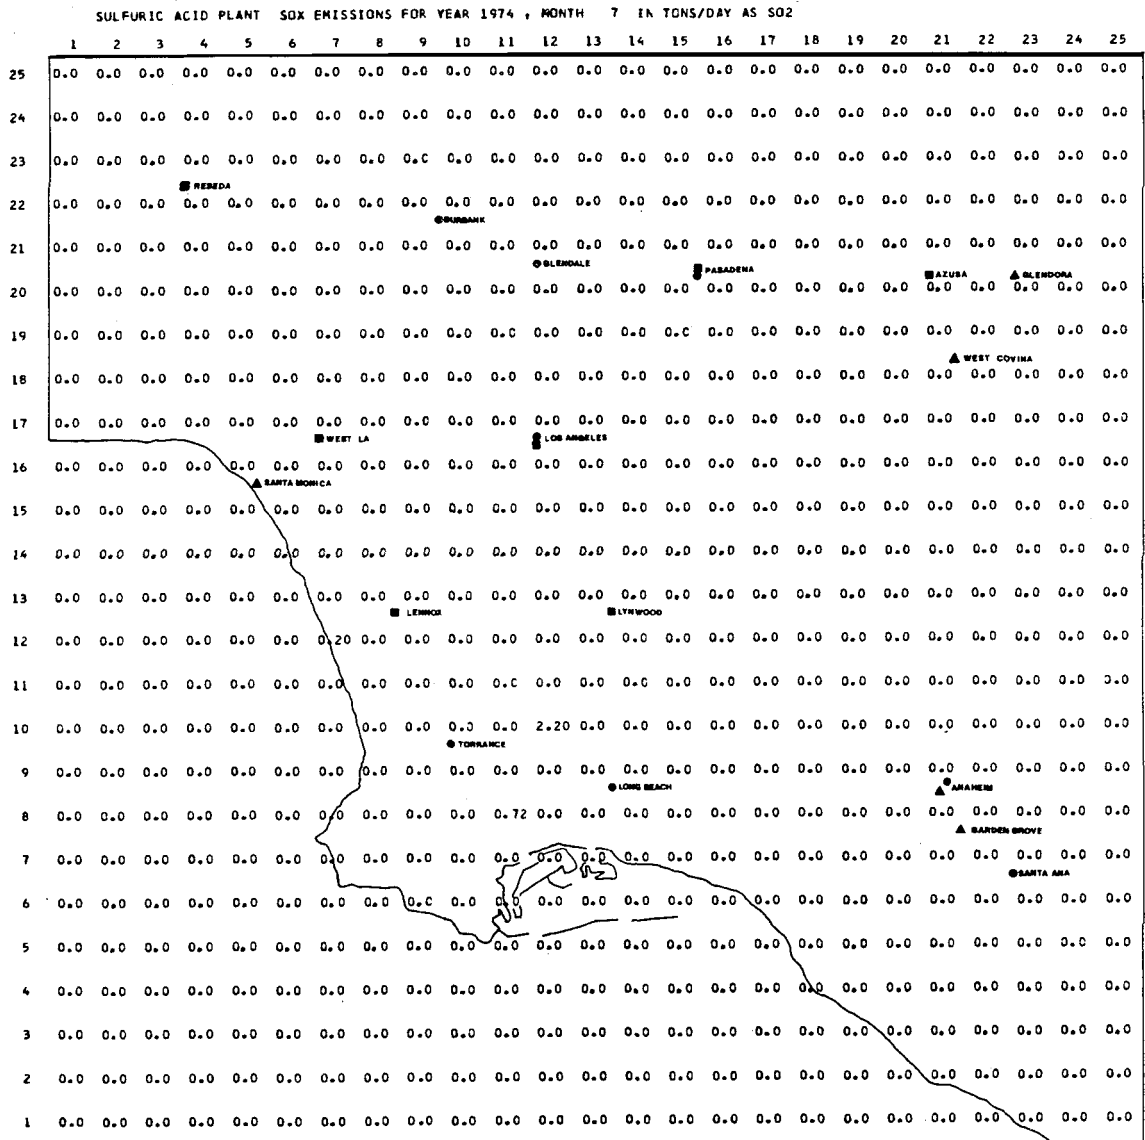 SULFURIC ACID PLANT SOX EMISSIONS FOR YEAR 1974 , MONTH 7 IN TONS/DAY AS SO2
1 2 3 4 5 6 7 8 9 10 11 12 13 14 15 16 17 18 19 20 21 22 23 24 25
25 0.0 0.0 0.0 0.0 0.0 0.0 0.0 0.0 0.0 0.0 0.0 0.0 0.0 0.0 0.0 0.0 0.0 0.0 0.0 0.0 0.0 0.0 0.0 0.0 0.0
24 0.0 0.0 0.0 0.0 0.0 0.0 0.0 0.0 0.0 0.0 0.0 0.0 0.0 0.0 0.0 0.0 0.0 0.0 0.0 0.0 0.0 0.0 0.0 0.0 0.0
23 0.0 0.0 0.0 0.0 0.0 0.0 0.0 0.0 0.C 0.0 0.0 0.0 0.0 0.0 0.0 0.0 0.0 0.0 0.0 0.0 0.0 0.0 0.0 0.0 0.0
RESEDA
22 0.0 0.0 0.0 0.0 0.0 0.0 0.0 0.0 0.0 0.0 0.0 0.0 0.0 0.0 0.0 0.0 0.0 0.0 0.0 0.0 0.0 0.0 0.0 0.0 0.0
BURBANK
21 0.0 0.0 0.0 0.0 0.0 0.0 0.0 0.0 0.0 0.0 0.0 0.0 0.0 0.0 0.0 0.0 0.0 0.0 0.0 0.0 0.0 0.0 0.0 0.0 0.0
GLENDALE PASADENA AZUSA GLENDORA
20 0.0 0.0 0.0 0.0 0.0 0.0 0.0 0.0 0.0 0.0 0.0 0.0 0.0 0.0 0.0 0.0 0.0 0.0 0.0 0.0 0.0 0.0 0.0 0.0 0.0
19 0.0 0.0 0.0 0.0 0.0 0.0 0.0 0.0 0.0 0.0 0.C 0.0 0.0 0.0 0.C 0.0 0.0 0.0 0.0 0.0 0.0 0.0 0.0 0.0 0.0
WEST COVINA
18 0.0 0.0 0.0 0.0 0.0 0.0 0.0 0.0 0.0 0.0 0.0 0.0 0.0 0.0 0.0 0.0 0.0 0.0 0.0 0.0 0.0 0.0 0.0 0.0 0.0
17 0.0 0.0 0.0 0.0 0.0 0.0 0.0 0.0 0.0 0.0 0.0 0.0 0.0 0.0 0.0 0.0 0.0 0.0 0.0 0.0 0.0 0.0 0.0 0.0 0.0
WEST LA LOS ANGELES
16 0.0 0.0 0.0 0.0 0.0 0.0 0.0 0.0 0.0 0.0 0.0 0.0 0.0 0.0 0.0 0.0 0.0 0.0 0.0 0.0 0.0 0.0 0.0 0.0 0.0
SANTA MONICA
15 0.0 0.0 0.0 0.0 0.0 0.0 0.0 0.0 0.0 0.0 0.0 0.0 0.0 0.0 0.0 0.0 0.0 0.0 0.0 0.0 0.0 0.0 0.0 0.0 0.0
14 0.0 0.0 0.0 0.0 0.0 0.0 0.0 0.0 0.0 0.0 0.0 0.0 0.0 0.0 0.0 0.0 0.0 0.0 0.0 0.0 0.0 0.0 0.0 0.0 0.0
13 0.0 0.0 0.0 0.0 0.0 0.0 0.0 0.0 0.0 0.0 0.0 0.0 0.0 0.0 0.0 0.0 0.0 0.0 0.0 0.0 0.0 0.0 0.0 0.0 0.0
LENNOX LYNWOOD
12 0.0 0.0 0.0 0.0 0.0 0.0 0.20 0.0 0.0 0.0 0.0 0.0 0.0 0.0 0.0 0.0 0.0 0.0 0.0 0.0 0.0 0.0 0.0 0.0 0.0
11 0.0 0.0 0.0 0.0 0.0 0.0 0.0 0.0 0.0 0.0 0.C 0.0 0.0 0.0 0.0 0.0 0.0 0.0 0.0 0.0 0.0 0.0 0.0 0.0 0.0
10 0.0 0.0 0.0 0.0 0.0 0.0 0.0 0.0 0.0 0.0 0.0 2.20 0.0 0.0 0.0 0.0 0.0 0.0 0.0 0.0 0.0 0.0 0.0 0.0 0.0
TORRANCE
9 0.0 0.0 0.0 0.0 0.0 0.0 0.0 0.0 0.0 0.0 0.0 0.0 0.0 0.0 0.0 0.0 0.0 0.0 0.0 0.0 0.0 0.0 0.0 0.0 0.0
LONG BEACH ANAHEIM
8 0.0 0.0 0.0 0.0 0.0 0.0 0.0 0.0 0.0 0.0 0.72 0.0 0.0 0.0 0.0 0.0 0.0 0.0 0.0 0.0 0.0 0.0 0.0 0.0 0.0
GARDEN GROVE
7 0.0 0.0 0.0 0.0 0.0 0.0 0.0 0.0 0.0 0.0 0.0 0.0 0.0 0.0 0.0 0.0 0.0 0.0 0.0 0.0 0.0 0.0 0.0 0.0 0.0
SANTA ANA
6 0.0 0.0 0.0 0.0 0.0 0.0 0.0 0.0 0.C 0.0 0.0 0.0 0.0 0.0 0.0 0.0 0.0 0.0 0.0 0.0 0.0 0.0 0.0 0.0 0.0
5 0.0 0.0 0.0 0.0 0.0 0.0 0.0 0.0 0.0 0.0 0.0 0.0 0.0 0.0 0.0 0.0 0.0 0.0 0.0 0.0 0.0 0.0 0.0 0.0 0.0
4 0.0 0.0 0.0 0.0 0.0 0.0 0.0 0.0 0.0 0.0 0.0 0.0 0.0 0.0 0.0 0.0 0.0 0.0 0.0 0.0 0.0 0.0 0.0 0.0 0.0
3 0.0 0.0 0.0 0.0 0.0 0.0 0.0 0.0 0.0 0.0 0.0 0.0 0.0 0.0 0.0 0.0 0.0 0.0 0.0 0.0 0.0 0.0 0.0 0.0 0.0
2 0.0 0.0 0.0 0.0 0.0 0.0 0.0 0.0 0.0 0.0 0.0 0.0 0.0 0.0 0.0 0.0 0.0 0.0 0.0 0.0 0.0 0.0 0.0 0.0 0.0
1 0.0 0.0 0.0 0.0 0.0 0.0 0.0 0.0 0.0 0.0 0.0 0.0 0.0 0.0 0.0 0.0 0.0 0.0 0.0 0.0 0.0 0.0 0.0 0.0 0.0